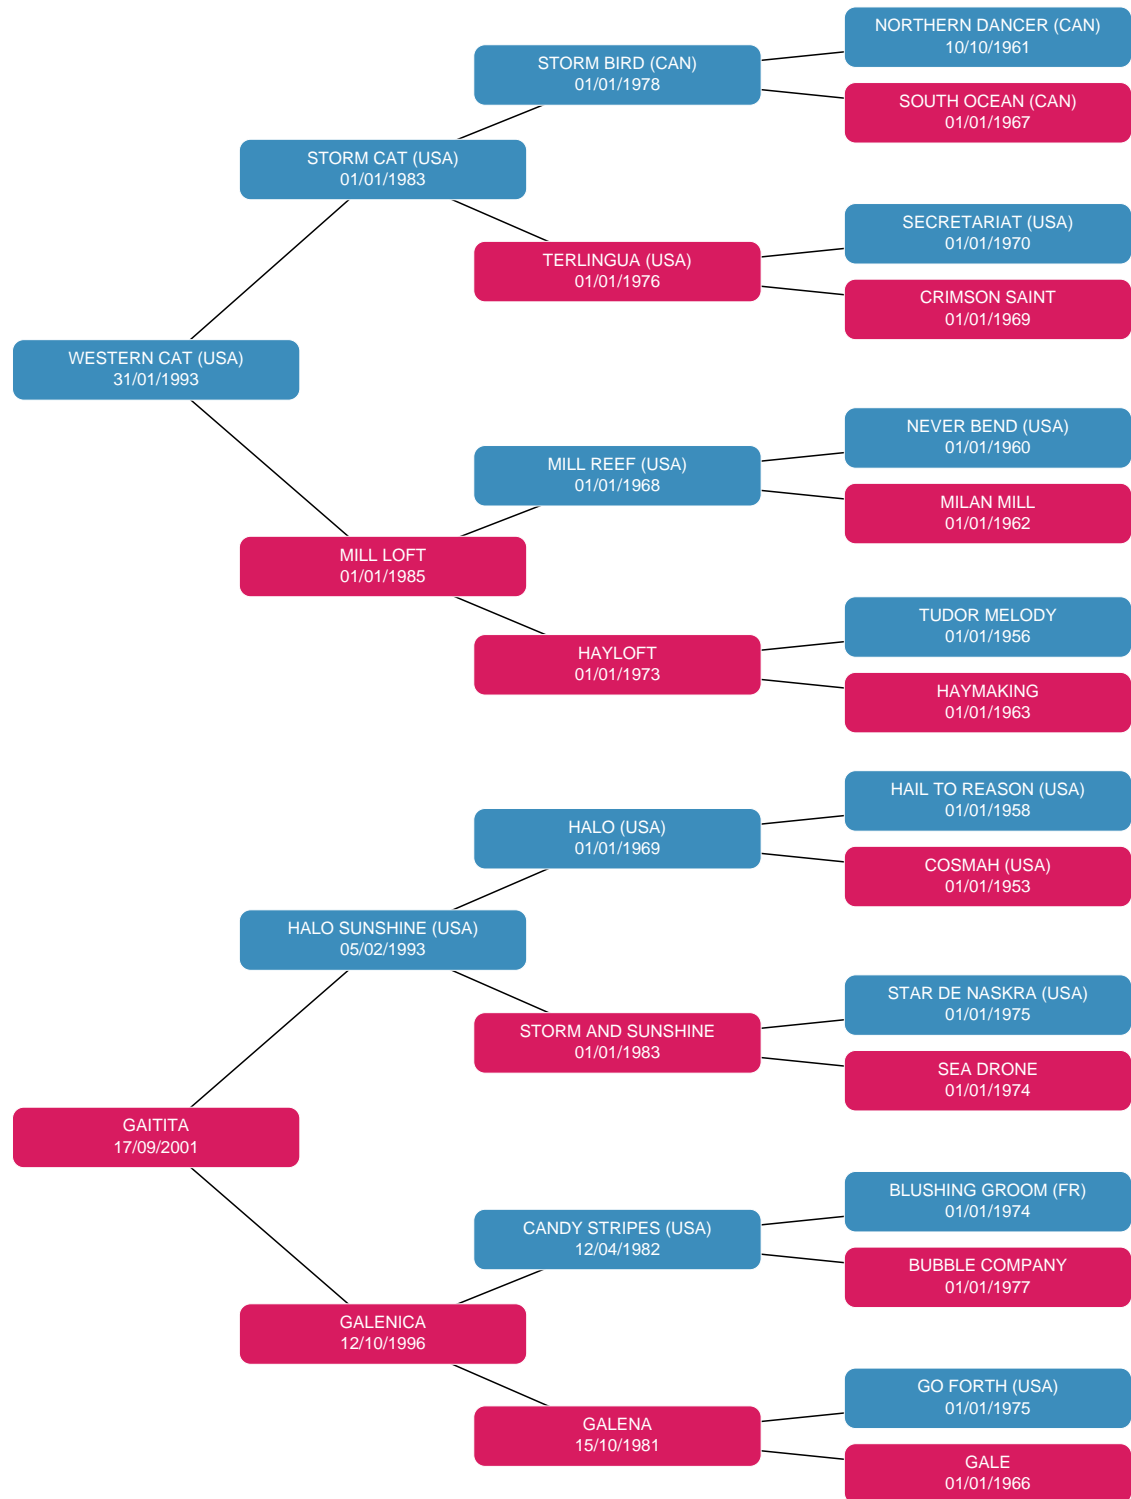 NORTHERN DANCER (CAN)
10/10/1961
STORM BIRD (CAN)
01/01/1978
SOUTH OCEAN (CAN)
01/01/1967
STORM CAT (USA)
01/01/1983
SECRETARIAT (USA)
01/01/1970
TERLINGUA (USA)
01/01/1976
CRIMSON SAINT
01/01/1969
WESTERN CAT (USA)
31/01/1993
NEVER BEND (USA)
01/01/1960
MILL REEF (USA)
01/01/1968
MILAN MILL
01/01/1962
MILL LOFT
01/01/1985
TUDOR MELODY
01/01/1956
HAYLOFT
01/01/1973
HAYMAKING
01/01/1963
HAIL TO REASON (USA)
01/01/1958
HALO (USA)
01/01/1969
COSMAH (USA)
01/01/1953
HALO SUNSHINE (USA)
05/02/1993
STAR DE NASKRA (USA)
01/01/1975
STORM AND SUNSHINE
01/01/1983
SEA DRONE
01/01/1974
GAITITA
17/09/2001
BLUSHING GROOM (FR)
01/01/1974
CANDY STRIPES (USA)
12/04/1982
BUBBLE COMPANY
01/01/1977
GALENICA
12/10/1996
GO FORTH (USA)
01/01/1975
GALENA
15/10/1981
GALE
01/01/1966